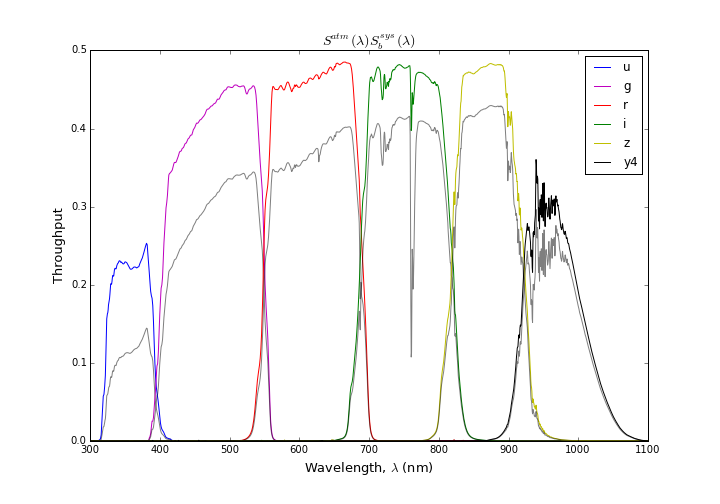 S^{atm}(λ)S_b^{sys}(λ)
0.5
0.4
0.3
0.2
0.1
0.0
Throughput
u
g
r
i
z
y4
300 400 500 600 700 800 900 1000 1100
Wavelength, λ (nm)